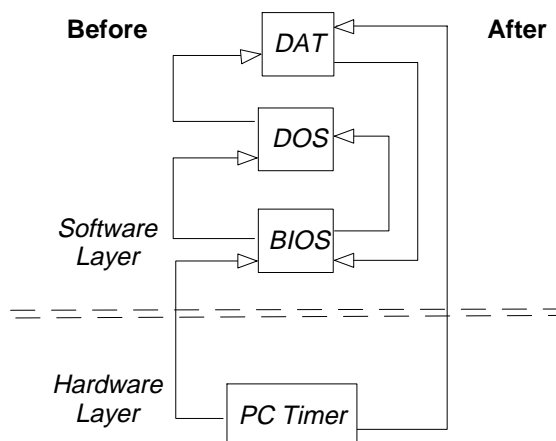 Before
After
DAT
DOS
BIOS
Software
Layer
Hardware
Layer
PC Timer